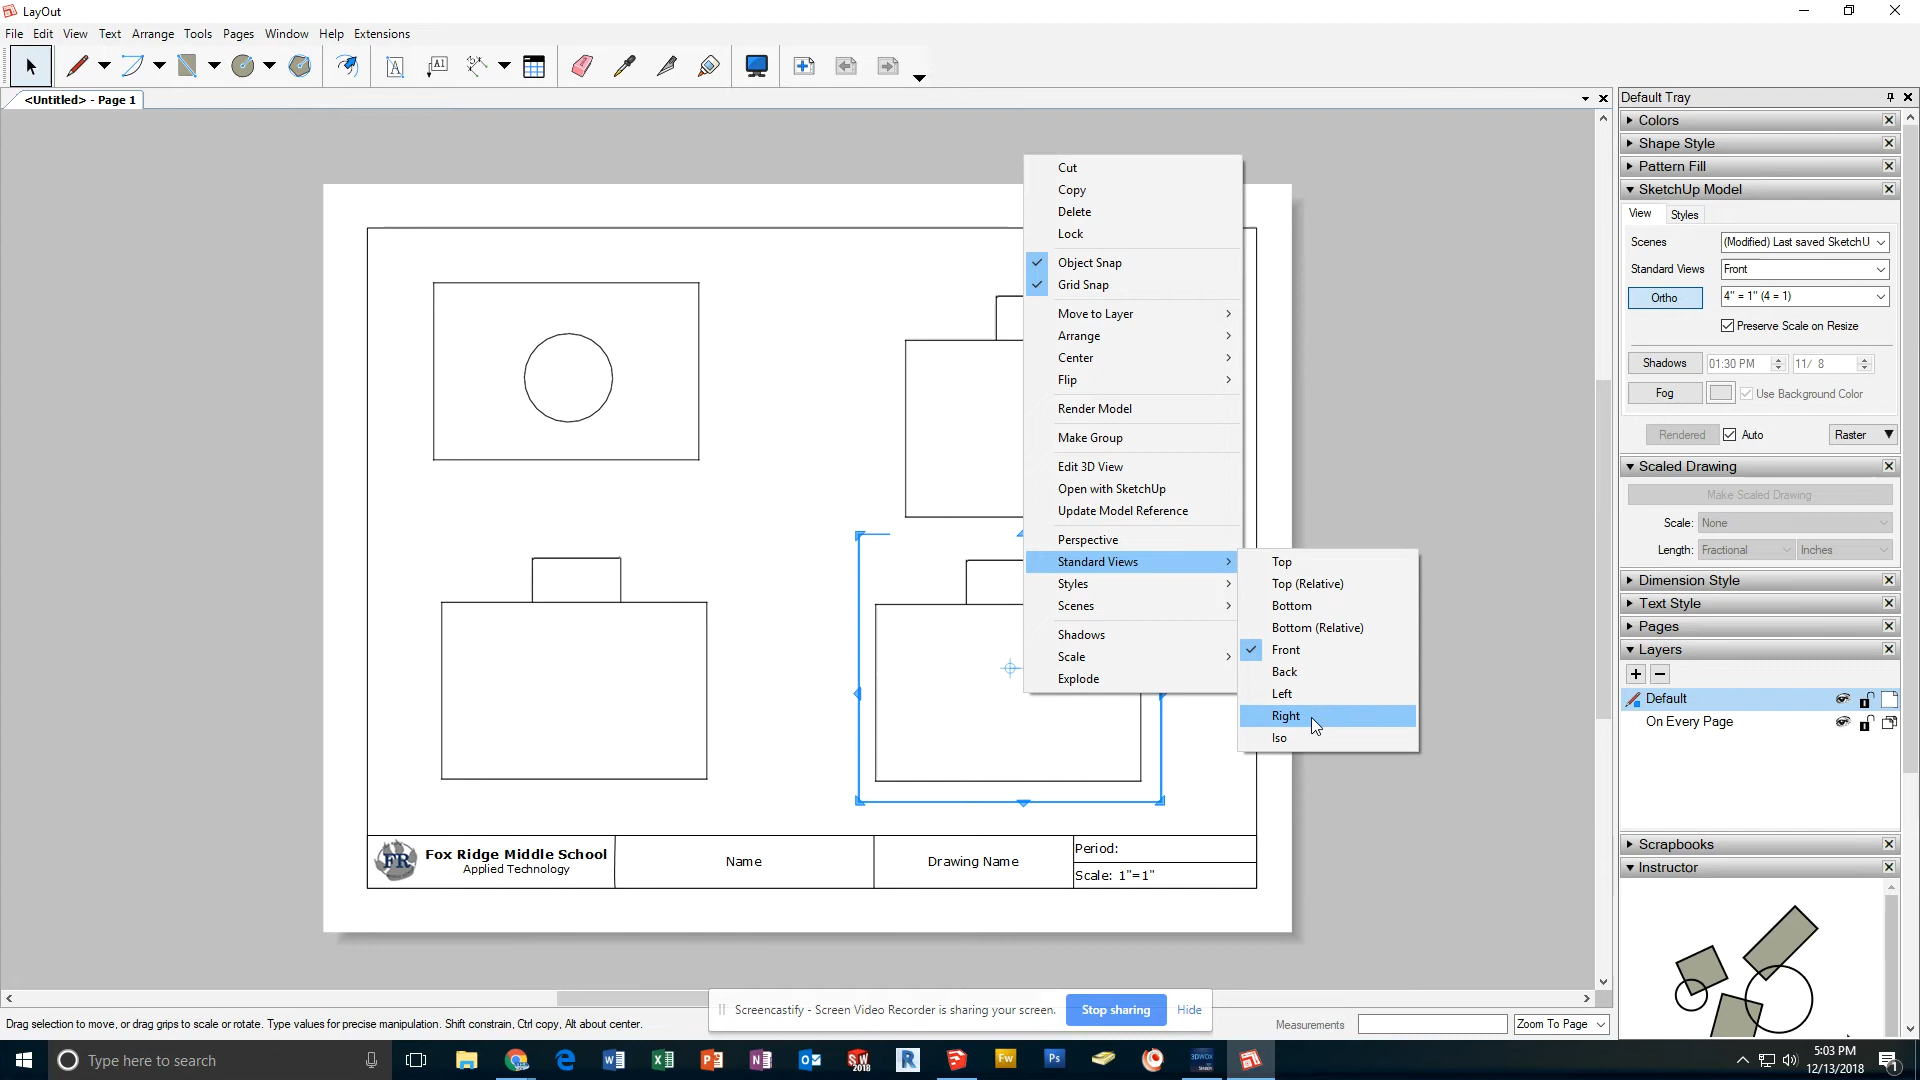 LayOut
File Edit View Text Arrange Tools Pages Window Help Extensions
<Untitled> - Page 1
Cut
Copy
Delete
Lock
Object Snap
Grid Snap
Move to Layer
Arrange
Center
Flip
Render Model
Make Group
Edit 3D View
Open with SketchUp
Update Model Reference
Perspective
Standard Views
Styles
Scenes
Shadows
Scale
Explode
Top
Top (Relative)
Bottom
Bottom (Relative)
Front
Back
Left
Right
Iso
FR
Fox Ridge Middle School
Applied Technology
Name
Drawing Name
Period:
Scale: 1"=1"
Default Tray
Colors
Shape Style
Pattern Fill
SketchUp Model
View Styles
Scenes (Modified) Last saved SketchU
Standard Views Front
Ortho 4" = 1" (4 = 1)
Preserve Scale on Resize
Shadows 01:30 PM 11/ 8
Fog Use Background Color
Rendered Auto Raster
Scaled Drawing
Make Scaled Drawing
Scale: None
Length: Fractional Inches
Dimension Style
Text Style
Pages
Layers
Default
On Every Page
Scrapbooks
Instructor
Screencastify - Screen Video Recorder is sharing your screen. Stop sharing Hide
Drag selection to move, or drag grips to scale or rotate. Type values for precise manipulation. Shift constrain, Ctrl copy, Alt about center.
Measurements Zoom To Page
Type here to search
5:03 PM
12/13/2018